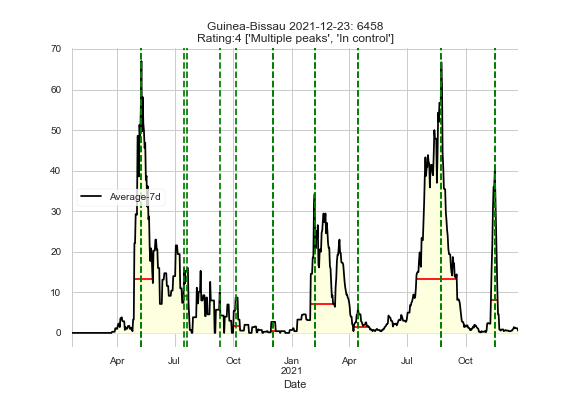 Guinea-Bissau 2021-12-23: 6458
Rating:4 ['Multiple peaks', 'In control']
70
60
50
40
30
20
10
0
Average-7d
Apr Jul Oct Jan Apr Jul Oct
2021
Date